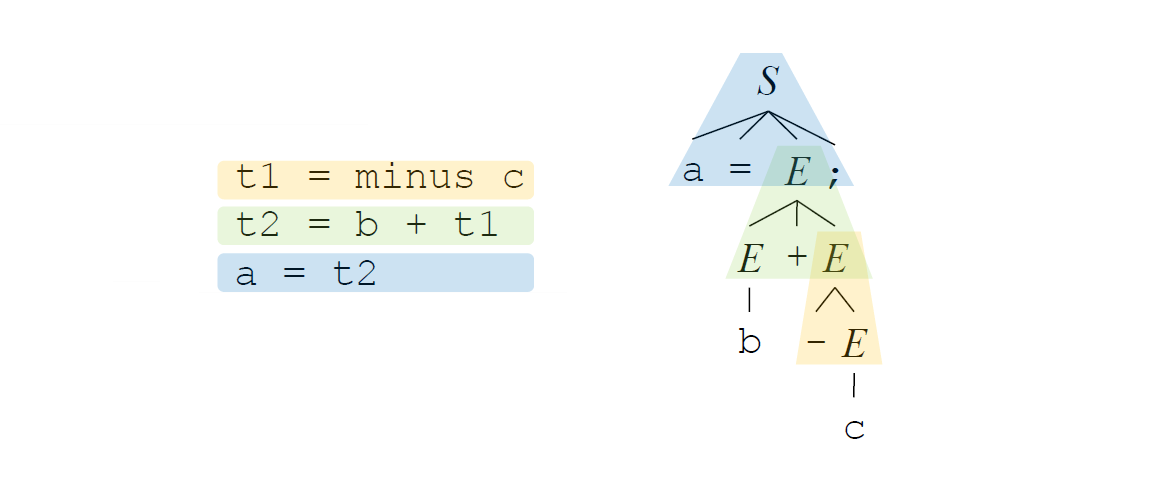 t1 = minus c
t2 = b + t1
a = t2
S
a = E ;
E + E
b - E
c